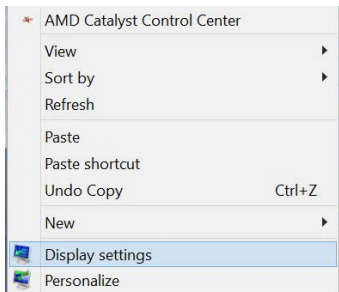 AMD Catalyst Control Center
View
Sort by
Refresh
Paste
Paste shortcut
Undo Copy Ctrl+Z
New
Display settings
Personalize